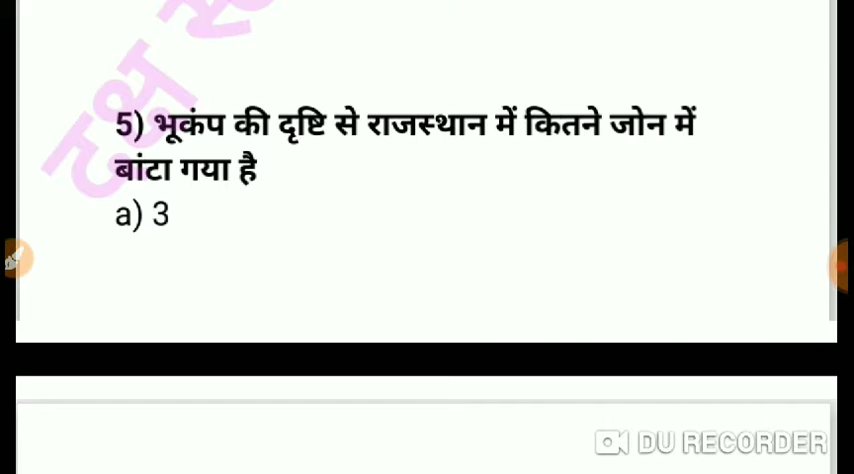 5) भूकंप की दृष्टि से राजस्थान में कितने जोन में
बांटा गया है
a) 3
DU RECORDER